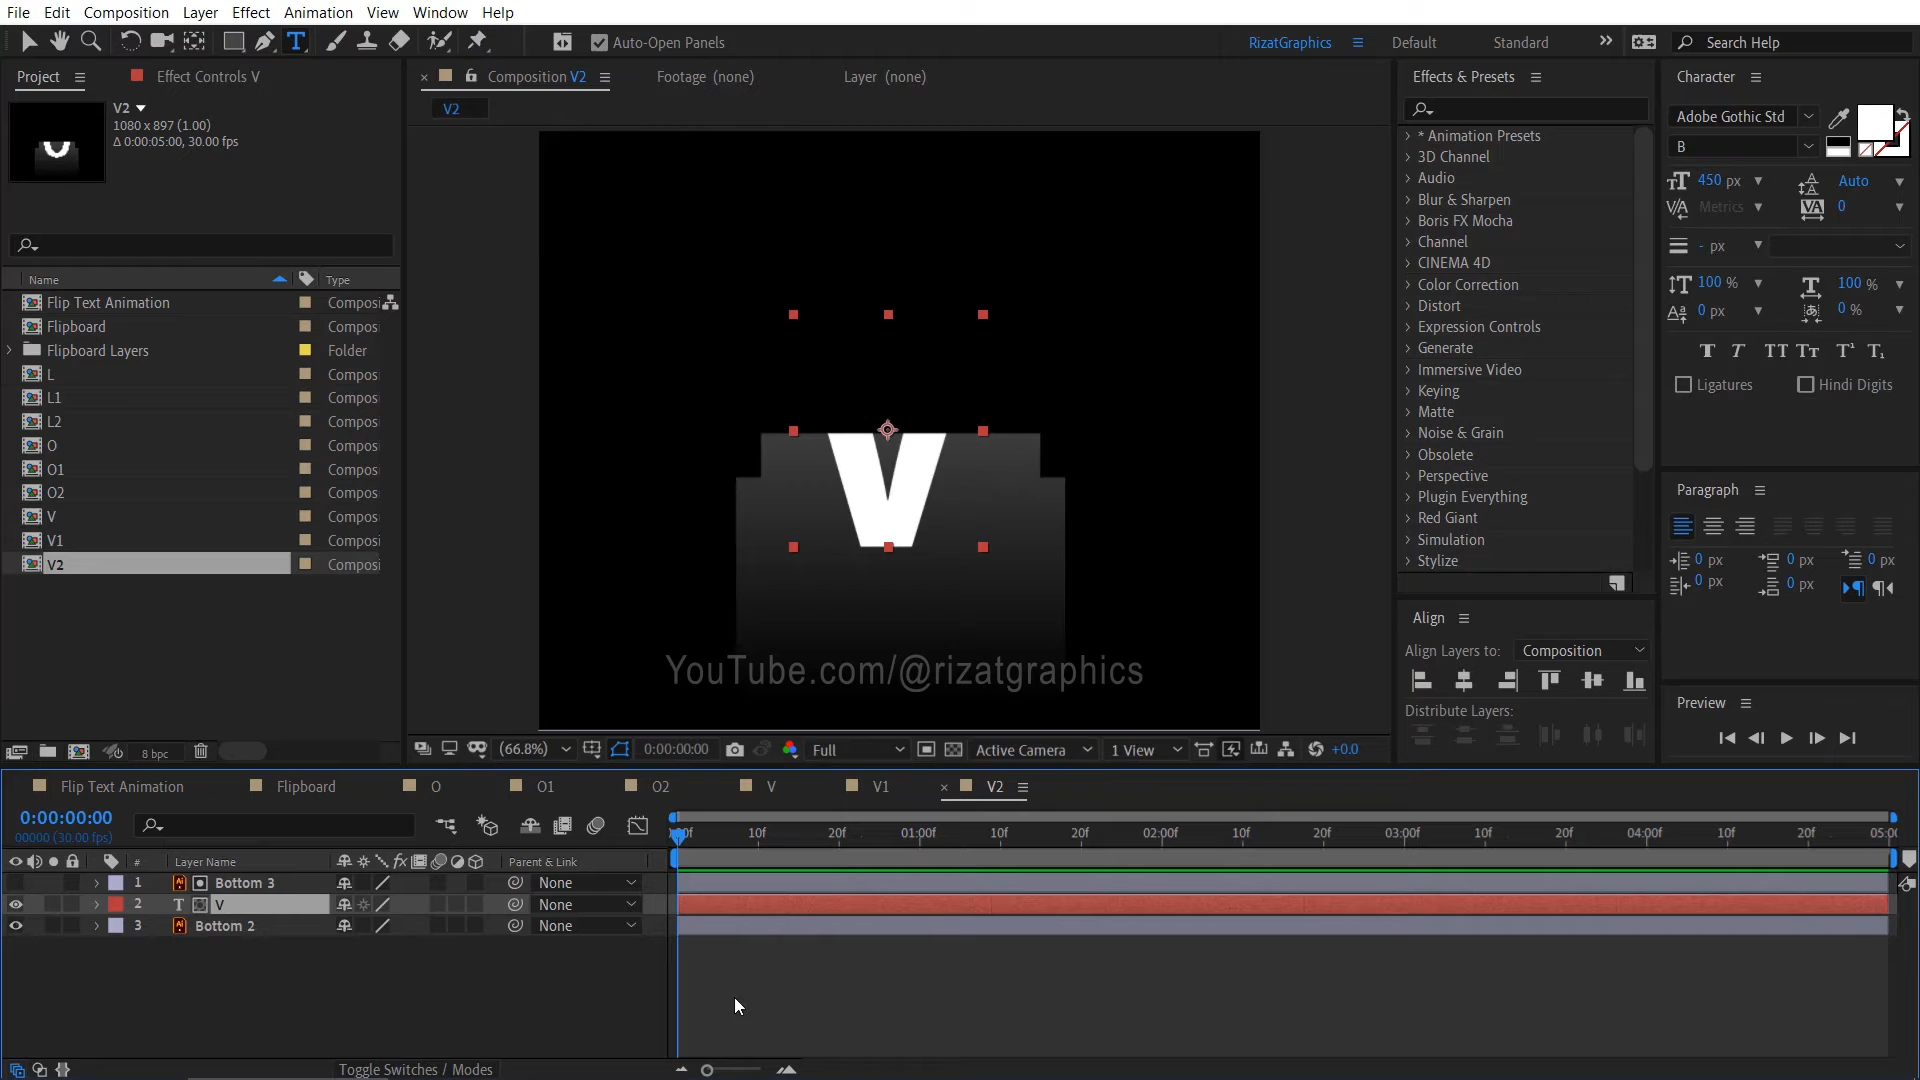 File Edit Composition Layer Effect Animation View Window Help
Auto-Open Panels RizatGraphics Default Standard Search Help
Project Effect Controls V Composition V2 Footage (none) Layer (none) Effects & Presets Character
V2
1080 x 897 (1.00)
Δ 0:00:05:00, 30.00 fps
V2
Name Type
Flip Text Animation
Flipboard
Flipboard Layers Folder
L
L1
L2
O
O1
O2
V
V1
V2
8 bpc
V
YouTube.com/@rizatgraphics
(66.8%) 0:00:00:00 Full Active Camera 1 View +0.0
* Animation Presets
3D Channel
Audio
Blur & Sharpen
Boris FX Mocha
Channel
CINEMA 4D
Color Correction
Distort
Expression Controls
Generate
Immersive Video
Keying
Matte
Noise & Grain
Obsolete
Perspective
Plugin Everything
Red Giant
Simulation
Stylize
Align
Align Layers to: Composition
Distribute Layers:
Adobe Gothic Std
B
450 px Auto
Metrics 0
- px
100 % 100 %
0 px 0 %
Ligatures Hindi Digits
Paragraph
0 px 0 px 0 px
0 px 0 px
Preview
Flip Text Animation Flipboard O O1 O2 V V1 V2
0:00:00:00
00000 (30.00 fps)
10f 20f 01:00f 10f 20f 02:00f 10f 20f 03:00f 10f 20f 04:00f 10f 20f
# Layer Name Parent & Link
1 Bottom 3 None
2 V None
3 Bottom 2 None
Toggle Switches / Modes